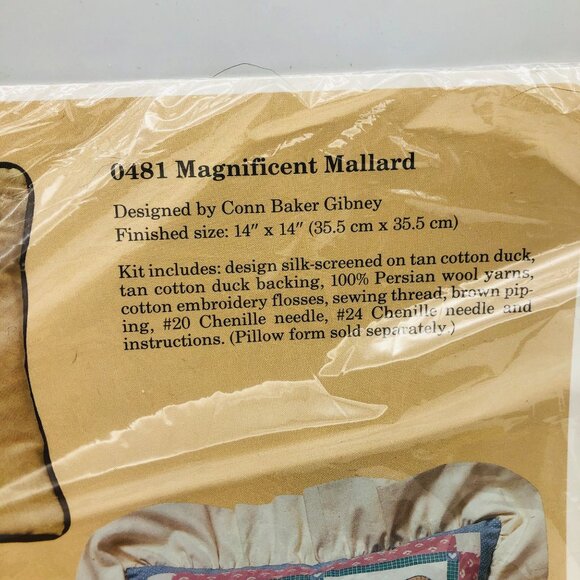 0481 Magnificent Mallard
Designed by Conn Baker Gibney
Finished size: 14″ x 14″ (35.5 cm x 35.5 cm)
Kit includes: design silk-screened on tan cotton duck,
tan cotton duck backing, 100% Persian wool yarns,
cotton embroidery flosses, sewing thread, brown pip-
ing, #20 Chenille needle, #24 Chenille needle and
instructions. (Pillow form sold separately.)